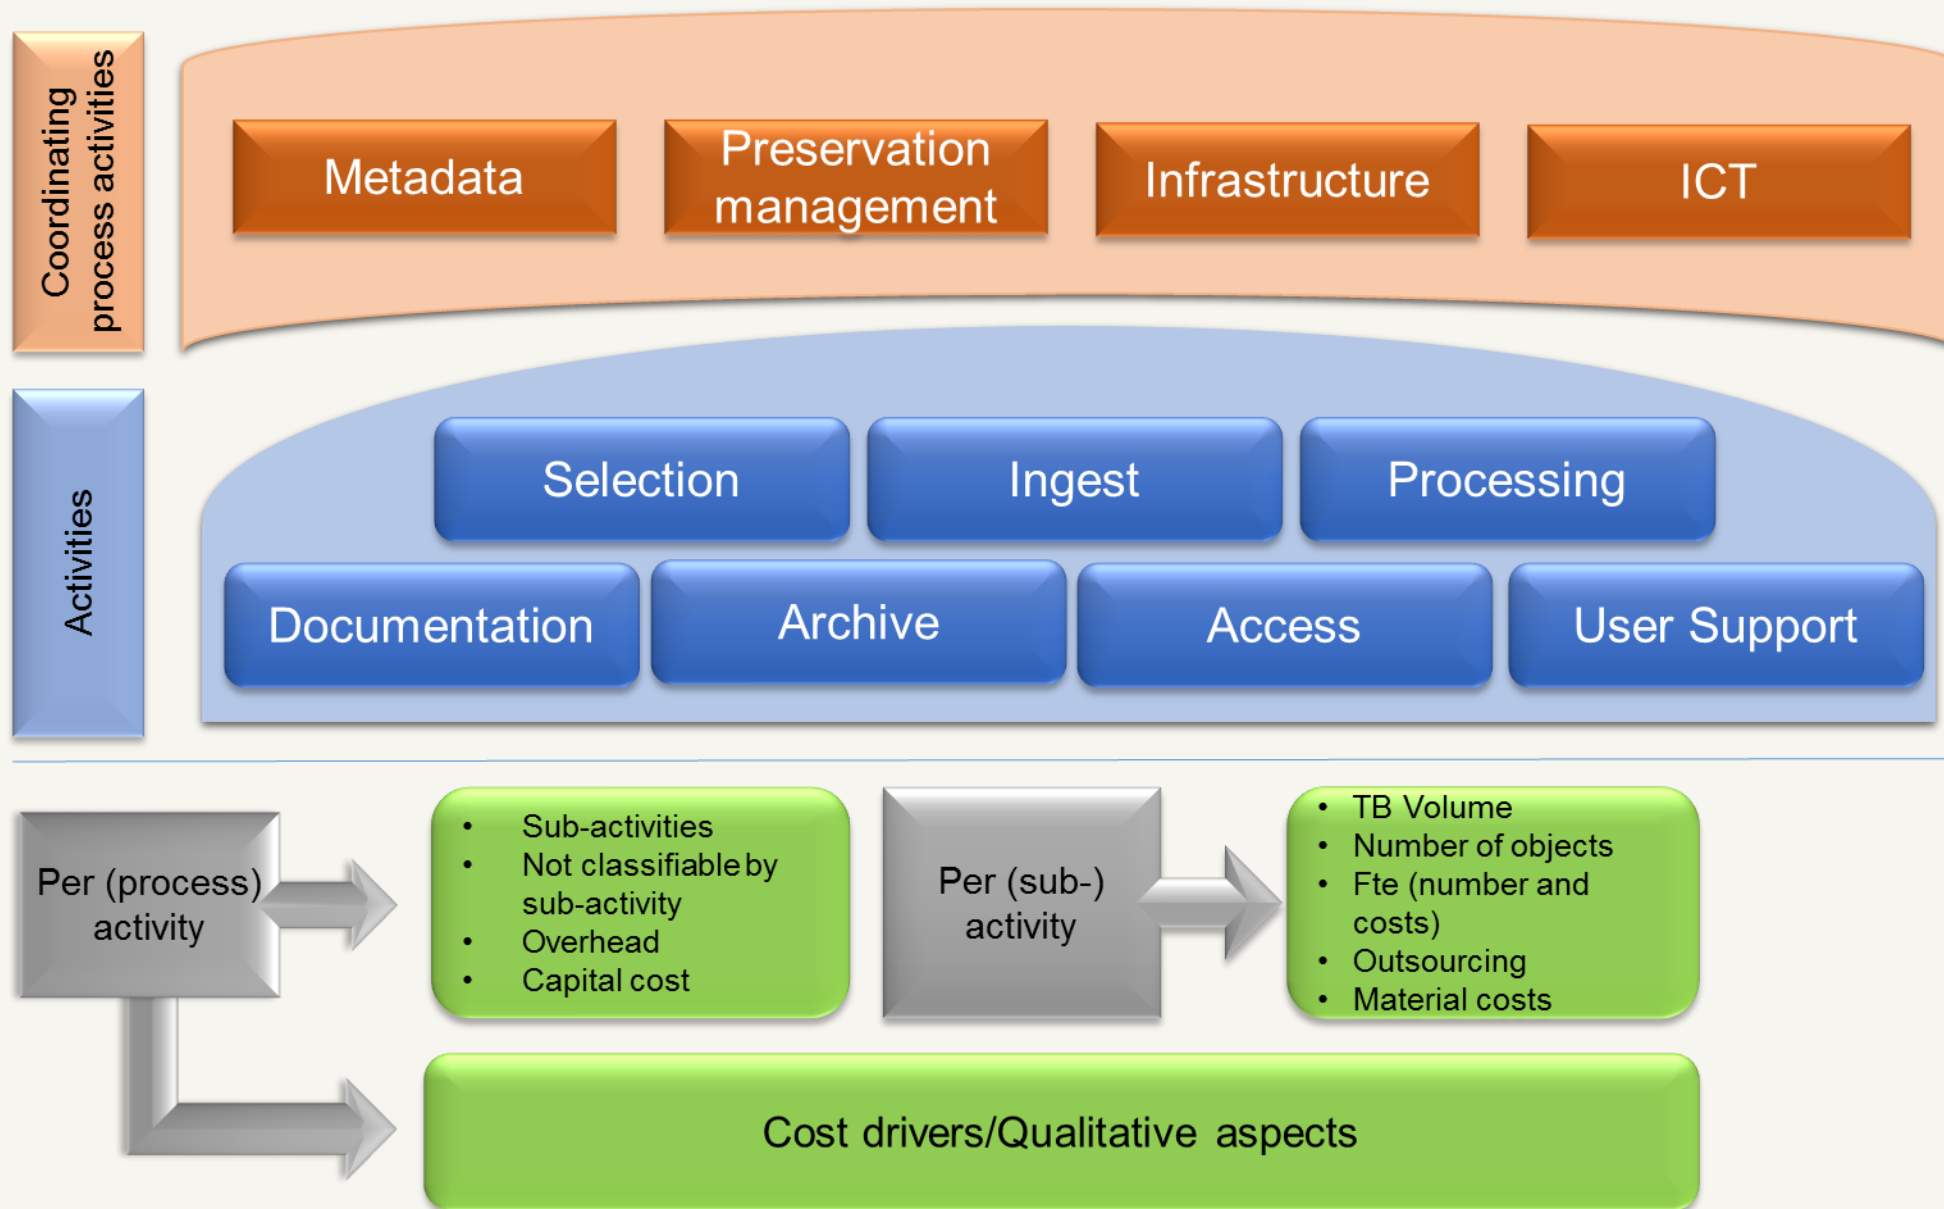 Coordinating
process activities
Metadata
Preservation
management
Infrastructure
ICT
Activities
Selection
Ingest
Processing
Documentation
Archive
Access
User Support
Per (process)
activity
• Sub-activities
• Not classifiable by
sub-activity
• Overhead
• Capital cost
Per (sub-)
activity
• TB Volume
• Number of objects
• Fte (number and
costs)
• Outsourcing
• Material costs
Cost drivers/Qualitative aspects